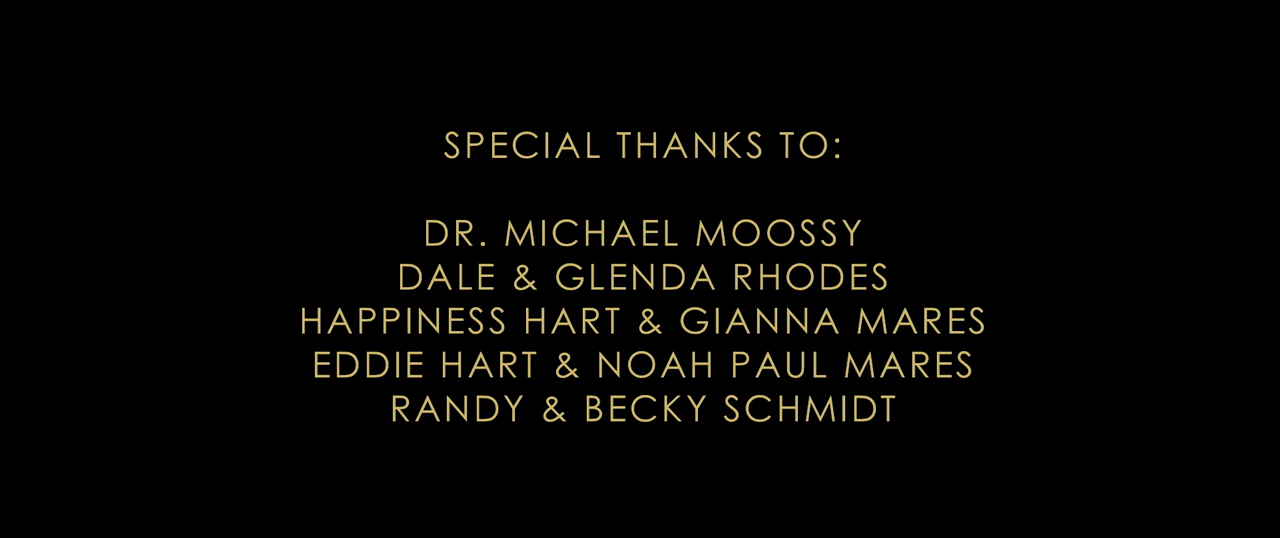 SPECIAL THANKS TO:
DR. MICHAEL MOOSSY
DALE & GLENDA RHODES
HAPPINESS HART & GIANNA MARES
EDDIE HART & NOAH PAUL MARES
RANDY & BECKY SCHMIDT